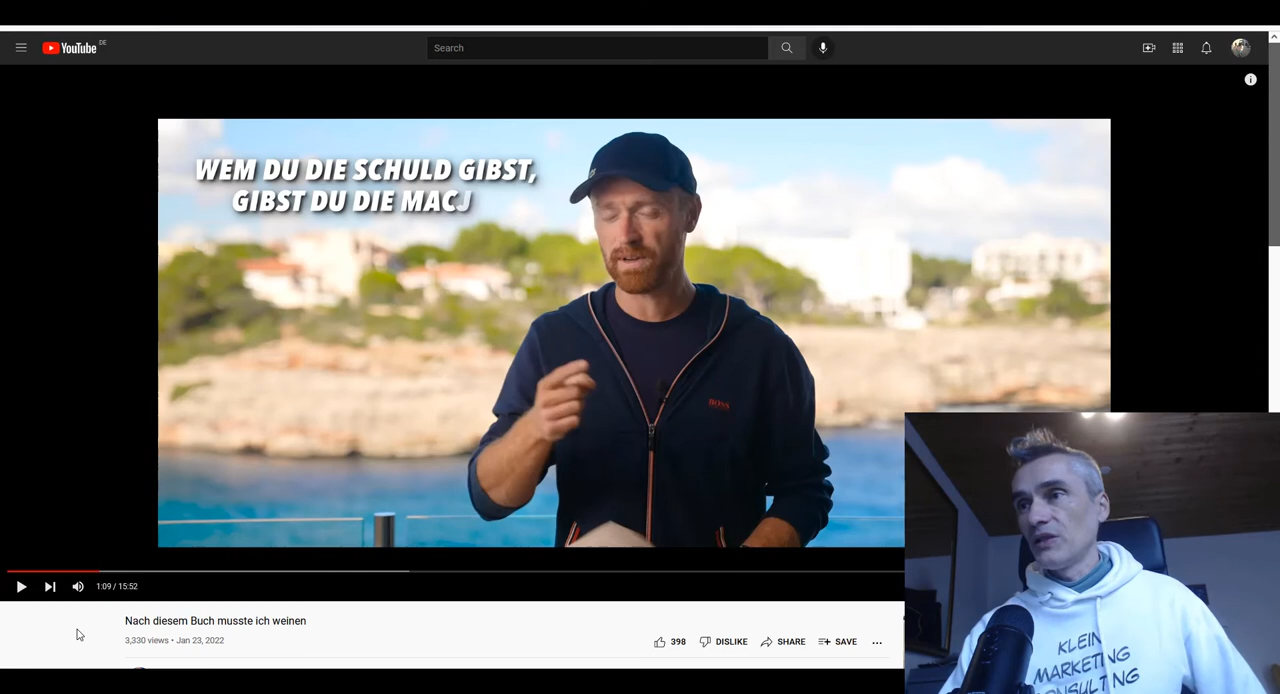 YouTube DE
Search
WEM DU DIE SCHULD GIBST,
GIBST DU DIE MAC
BOSS
1:09 / 15:52
Nach diesem Buch musste ich weinen
3,330 views • Jan 23, 2022
398
DISLIKE
SHARE
SAVE
KLEIN
MARKETING
CONSULTING